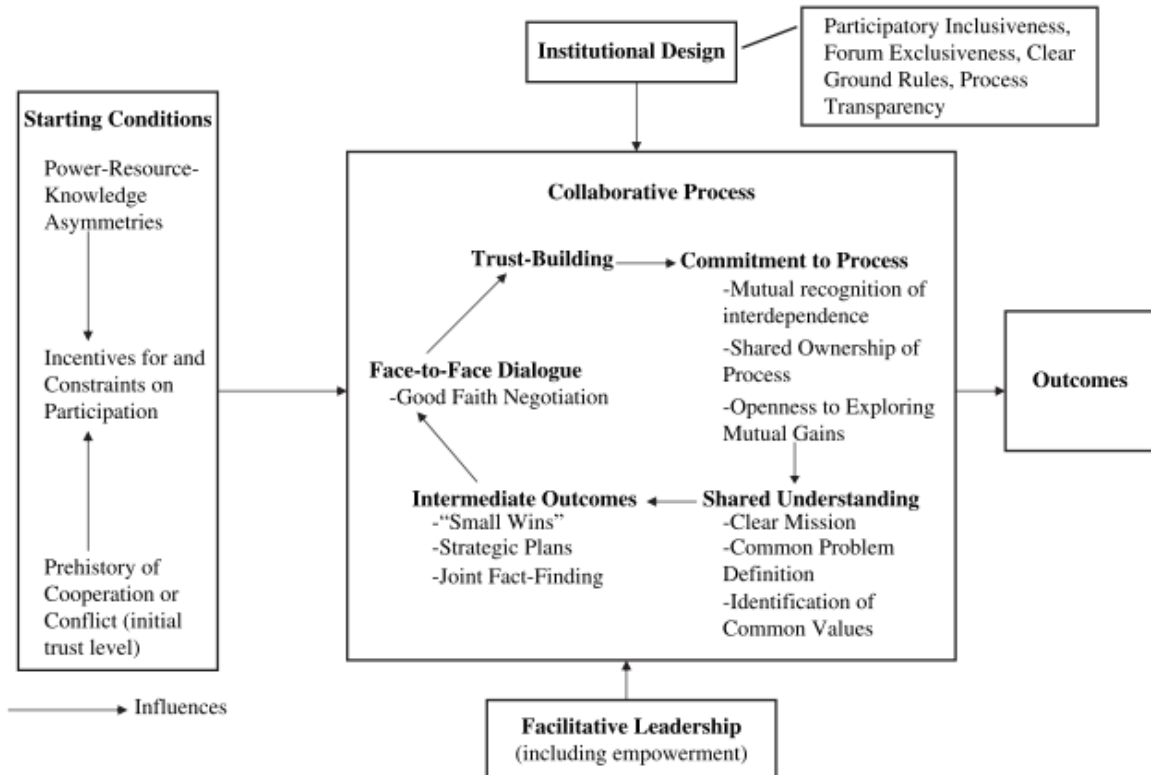 Institutional Design
Participatory Inclusiveness,
Forum Exclusiveness, Clear
Ground Rules, Process
Transparency
Starting Conditions
Power-Resource-
Knowledge
Asymmetries
Incentives for and
Constraints on
Participation
Prehistory of
Cooperation or
Conflict (initial
trust level)
Influences
Collaborative Process
Trust-Building
Commitment to Process
-Mutual recognition of
interdependence
-Shared Ownership of
Process
-Openness to Exploring
Mutual Gains
Face-to-Face Dialogue
-Good Faith Negotiation
Intermediate Outcomes
-“Small Wins”
-Strategic Plans
-Joint Fact-Finding
Shared Understanding
-Clear Mission
-Common Problem
Definition
-Identification of
Common Values
Outcomes
Facilitative Leadership
(including empowerment)